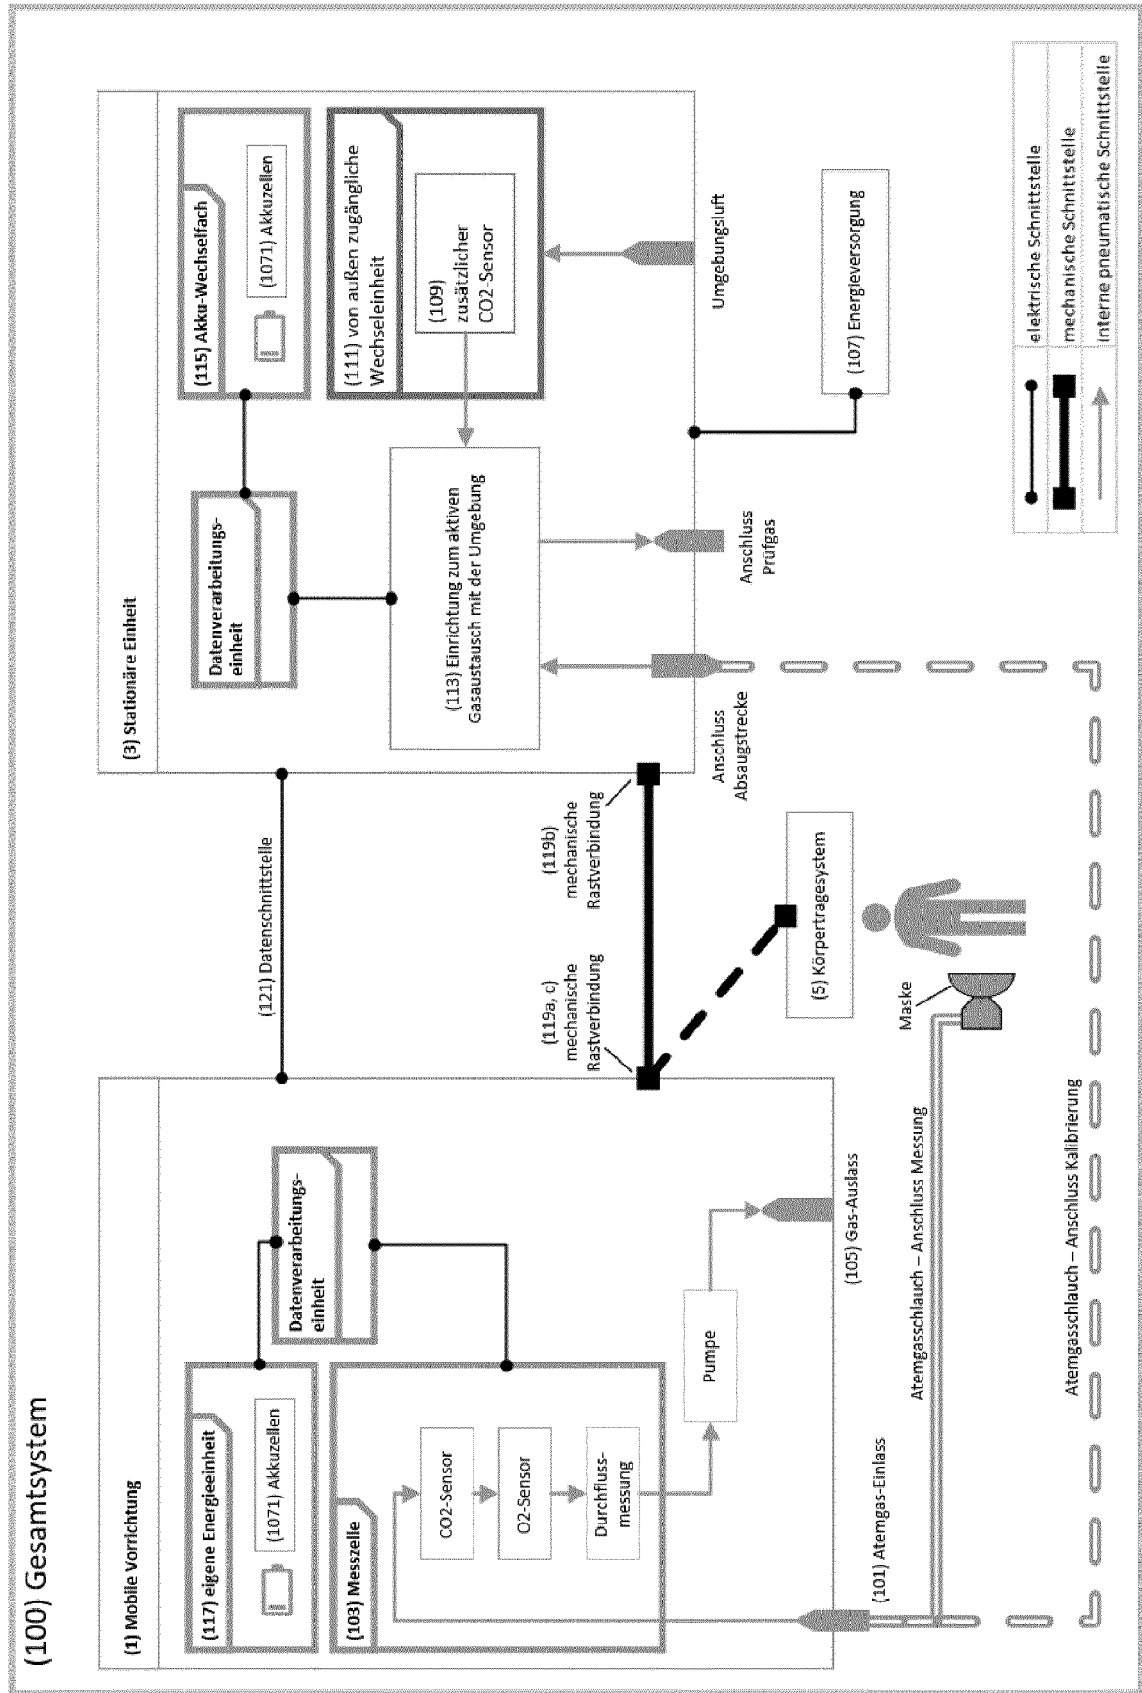 (100) Gesamtsystem
(1) Mobile Vorrichtung
(117) eigene Energieeinheit
(1071) Akkuzellen
Datenverarbeitungs-
einheit
(103) Messzelle
CO2-Sensor
O2-Sensor
Durchfluss-
messung
Pumpe
(101) Atemgas-Einlass
(105) Gas-Auslass
(121) Datenschnittstelle
(119a, c)
mechanische
Rastverbindung
(119b)
mechanische
Rastverbindung
(5) Körpertragesystem
Maske
Atemgasschlauch – Anschluss Messung
Atemgasschlauch – Anschluss Kalibrierung
(3) Stationäre Einheit
Datenverarbeitungs-
einheit
(115) Akku-Wechselfach
(1071) Akkuzellen
(111) von außen zugängliche
Wechseleinheit
(109)
zusätzlicher
CO2-Sensor
(113) Einrichtung zum aktiven
Gasaustausch mit der Umgebung
Anschluss
Absaugstrecke
Anschluss
Prüfgas
Umgebungsluft
(107) Energieversorgung
elektrische Schnittstelle
mechanische Schnittstelle
interne pneumatische Schnittstelle